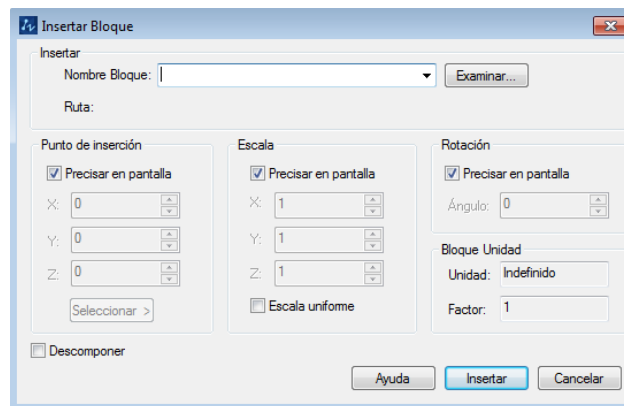 Insertar Bloque
Insertar
Nombre Bloque:
Examinar...
Ruta:
Punto de inserción
Precisar en pantalla
X: 0
Y: 0
Z: 0
Seleccionar >
Escala
Precisar en pantalla
X: 1
Y: 1
Z: 1
Escala uniforme
Rotación
Precisar en pantalla
Ángulo: 0
Bloque Unidad
Unidad: Indefinido
Factor: 1
Descomponer
Ayuda Insertar Cancelar